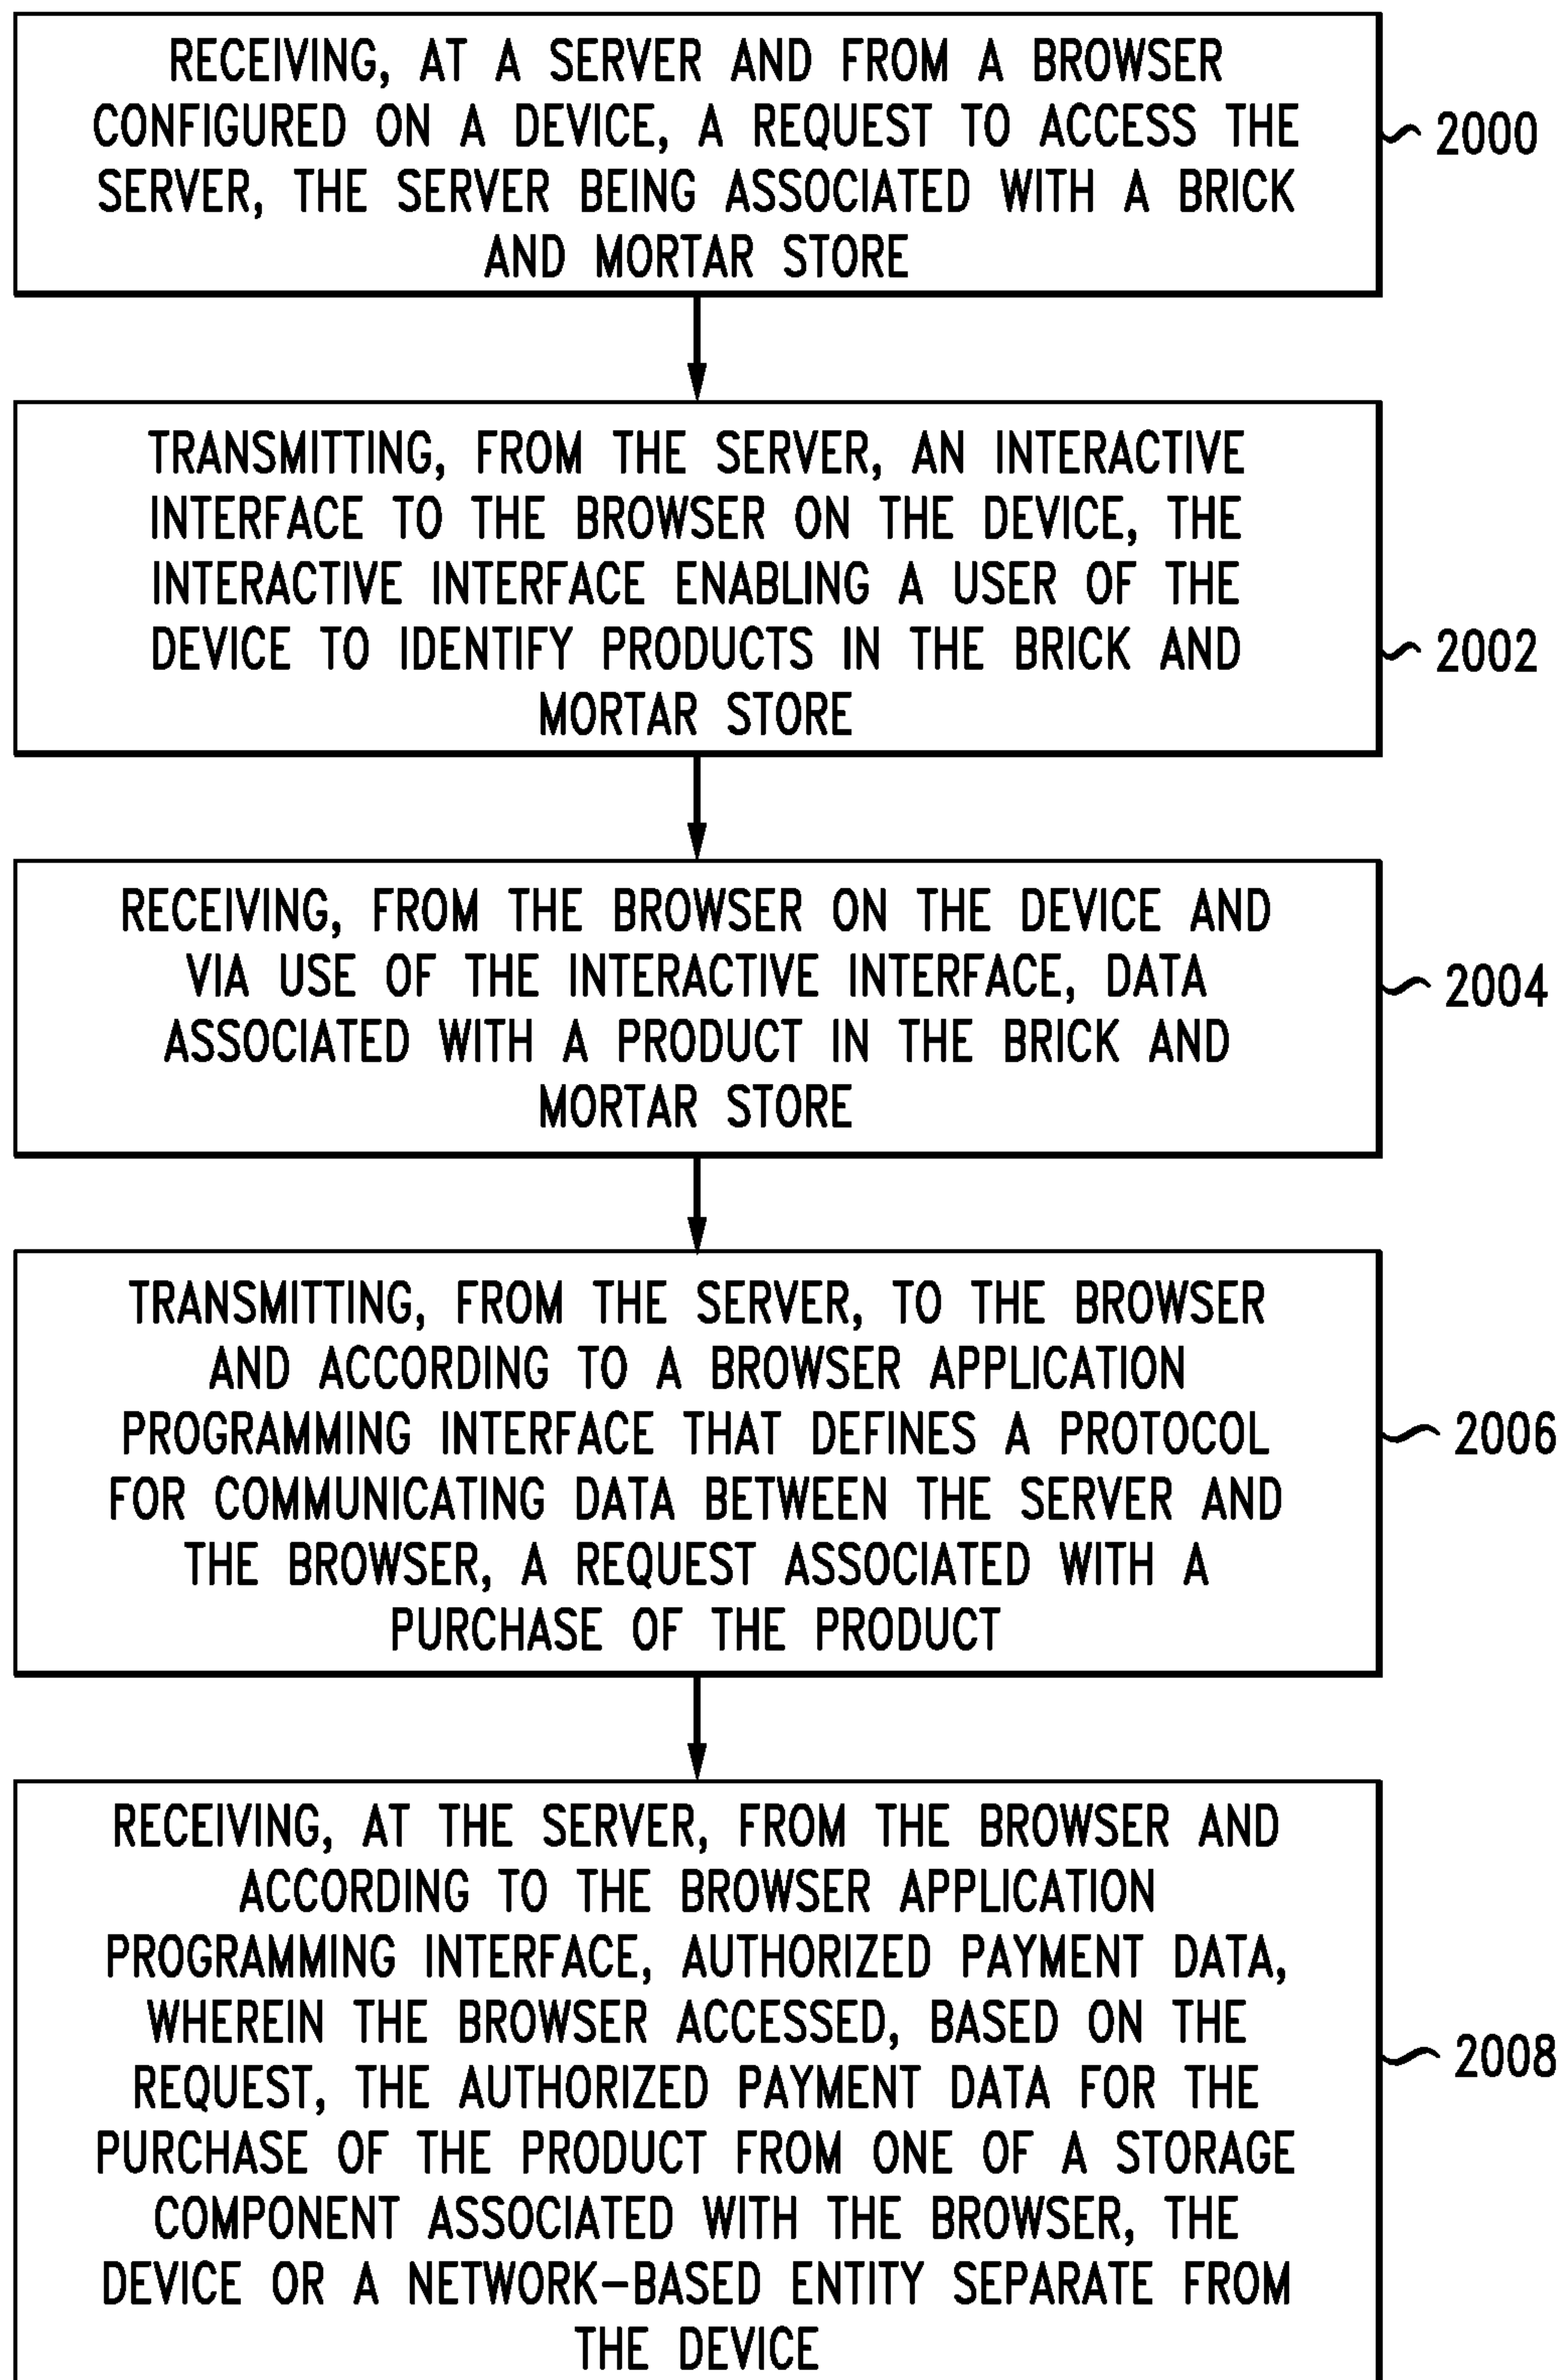 RECEIVING, AT A SERVER AND FROM A BROWSER
CONFIGURED ON A DEVICE, A REQUEST TO ACCESS THE
SERVER, THE SERVER BEING ASSOCIATED WITH A BRICK
AND MORTAR STORE
2000
TRANSMITTING, FROM THE SERVER, AN INTERACTIVE
INTERFACE TO THE BROWSER ON THE DEVICE, THE
INTERACTIVE INTERFACE ENABLING A USER OF THE
DEVICE TO IDENTIFY PRODUCTS IN THE BRICK AND
MORTAR STORE
2002
RECEIVING, FROM THE BROWSER ON THE DEVICE AND
VIA USE OF THE INTERACTIVE INTERFACE, DATA
ASSOCIATED WITH A PRODUCT IN THE BRICK AND
MORTAR STORE
2004
TRANSMITTING, FROM THE SERVER, TO THE BROWSER
AND ACCORDING TO A BROWSER APPLICATION
PROGRAMMING INTERFACE THAT DEFINES A PROTOCOL
FOR COMMUNICATING DATA BETWEEN THE SERVER AND
THE BROWSER, A REQUEST ASSOCIATED WITH A
PURCHASE OF THE PRODUCT
2006
RECEIVING, AT THE SERVER, FROM THE BROWSER AND
ACCORDING TO THE BROWSER APPLICATION
PROGRAMMING INTERFACE, AUTHORIZED PAYMENT DATA,
WHEREIN THE BROWSER ACCESSED, BASED ON THE
REQUEST, THE AUTHORIZED PAYMENT DATA FOR THE
PURCHASE OF THE PRODUCT FROM ONE OF A STORAGE
COMPONENT ASSOCIATED WITH THE BROWSER, THE
DEVICE OR A NETWORK-BASED ENTITY SEPARATE FROM
THE DEVICE
2008